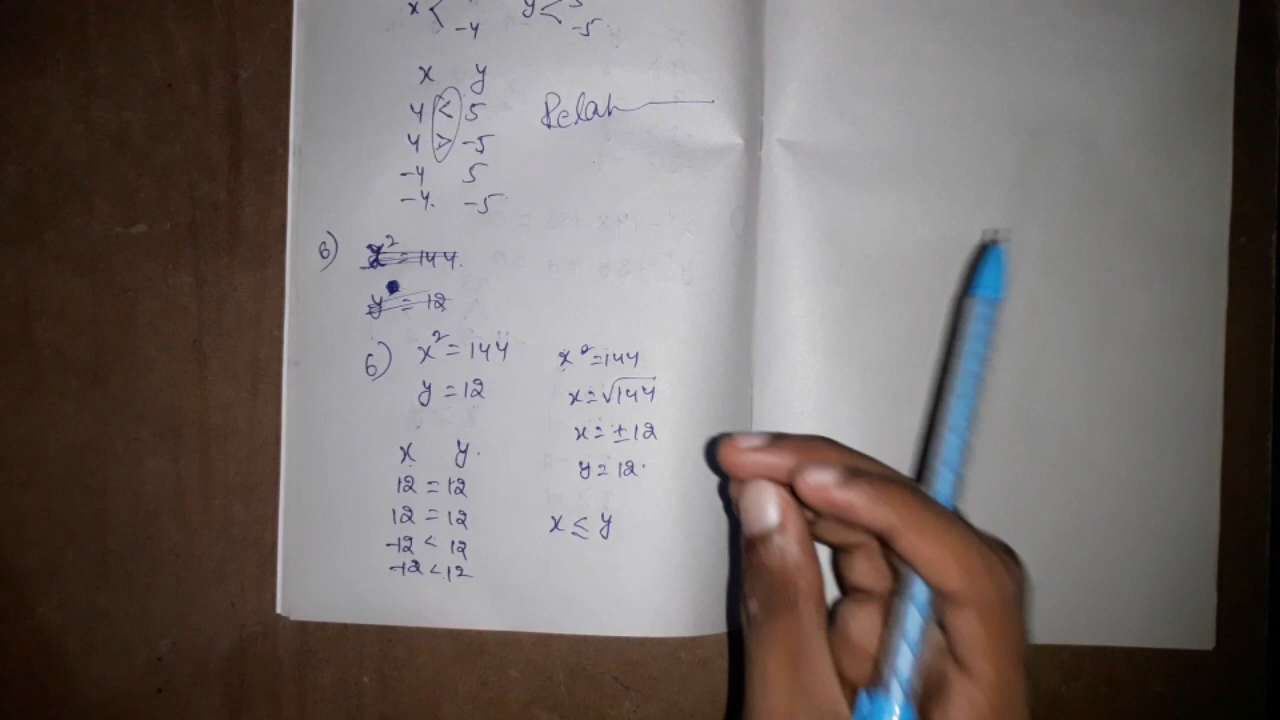 x < -4 y < 5 -5
x y
4 < 5
4 > -5
-4 5
-4. -5
6) x² = 144.
y = 12
6) x² = 144
y = 12
x y.
12 = 12
12 = 12
-12 < 12
-12 < 12
x² = 144
x = √144
x = ± 12
y = 12.
x ≤ y